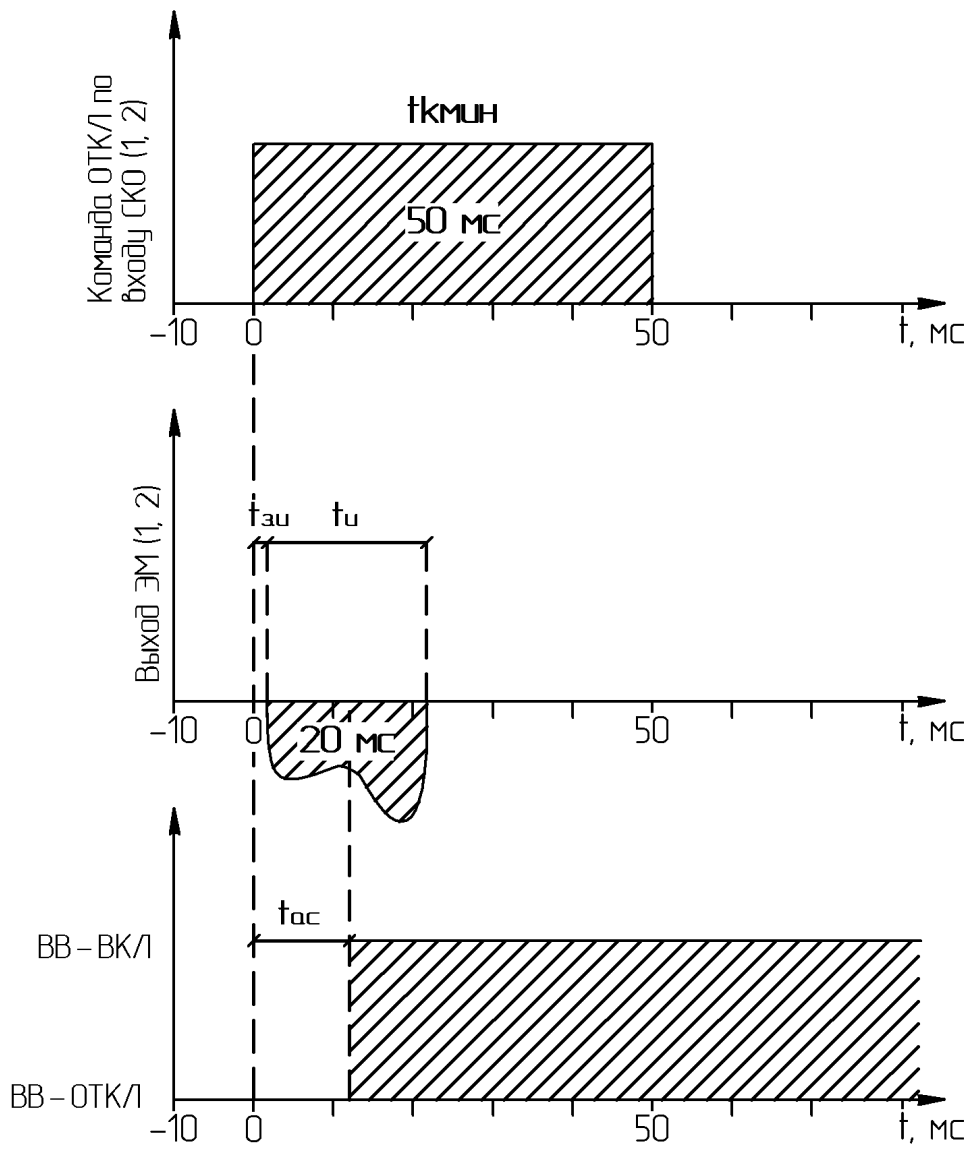 Команда ОТКЛ по
входу СКО (1, 2)
tкмин
50 мс
-10 0 50 t, мс
Выход ЭМ (1, 2)
tзи tи
-10 0 50 t, мс
20 мс
tас
ВВ-ВКЛ
ВВ-ОТКЛ
-10 0 50 t, мс